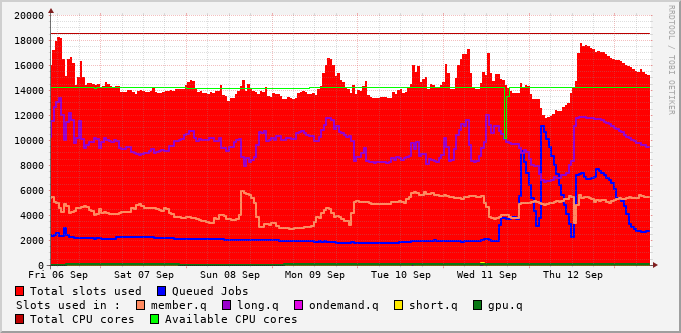 RRDTOOL / TOBI OETIKER
20000
18000
16000
14000
12000
10000
8000
6000
4000
2000
0
Fri 06 Sep Sat 07 Sep Sun 08 Sep Mon 09 Sep Tue 10 Sep Wed 11 Sep Thu 12 Sep
Total slots used Queued Jobs
Slots used in : member.q long.q ondemand.q short.q gpu.q
Total CPU cores Available CPU cores